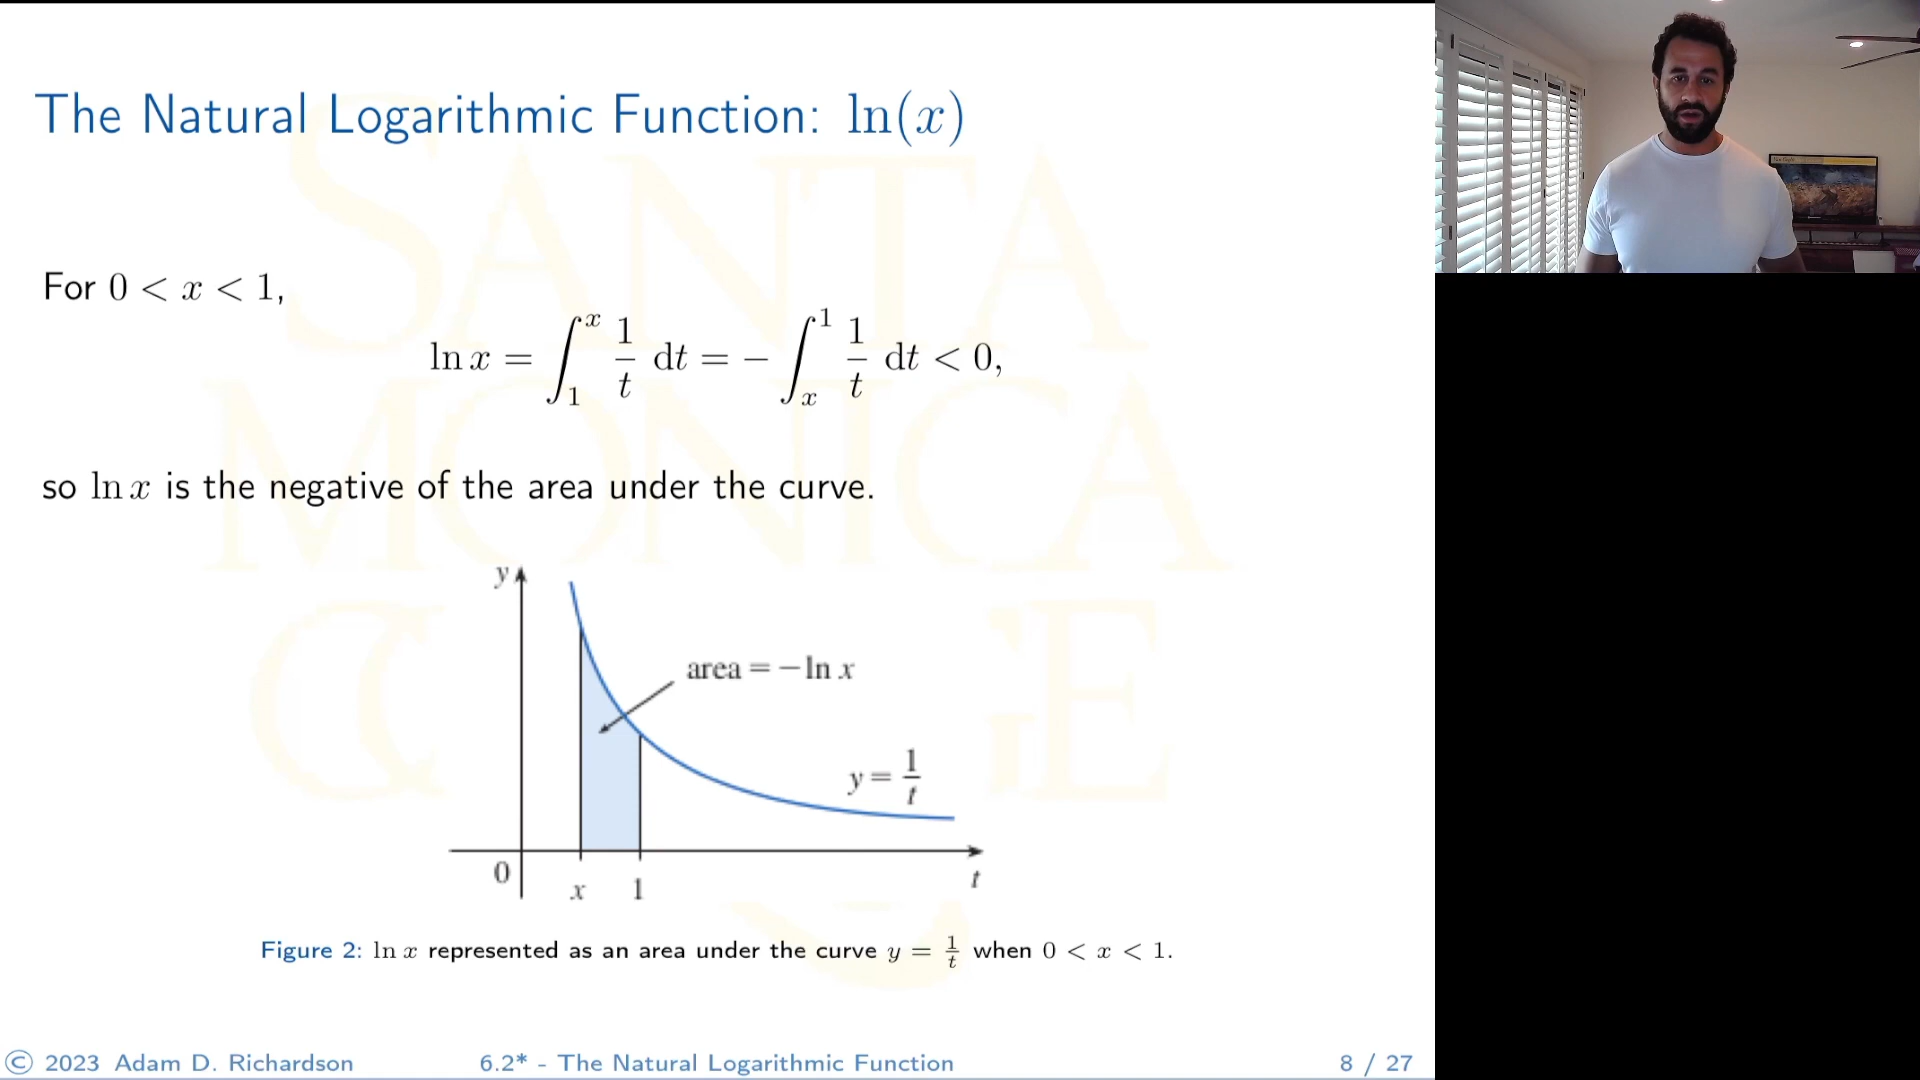 The Natural Logarithmic Function: ln(x)
For 0 < x < 1,
ln x = ∫₁ˣ 1/t dt = − ∫ₓ¹ 1/t dt < 0,
so ln x is the negative of the area under the curve.
y
area = −ln x
y = 1/t
0
x 1
t
Figure 2: ln x represented as an area under the curve y = 1/t when 0 < x < 1.
© 2023 Adam D. Richardson 6.2* - The Natural Logarithmic Function 8 / 27
SANTA
MONICA